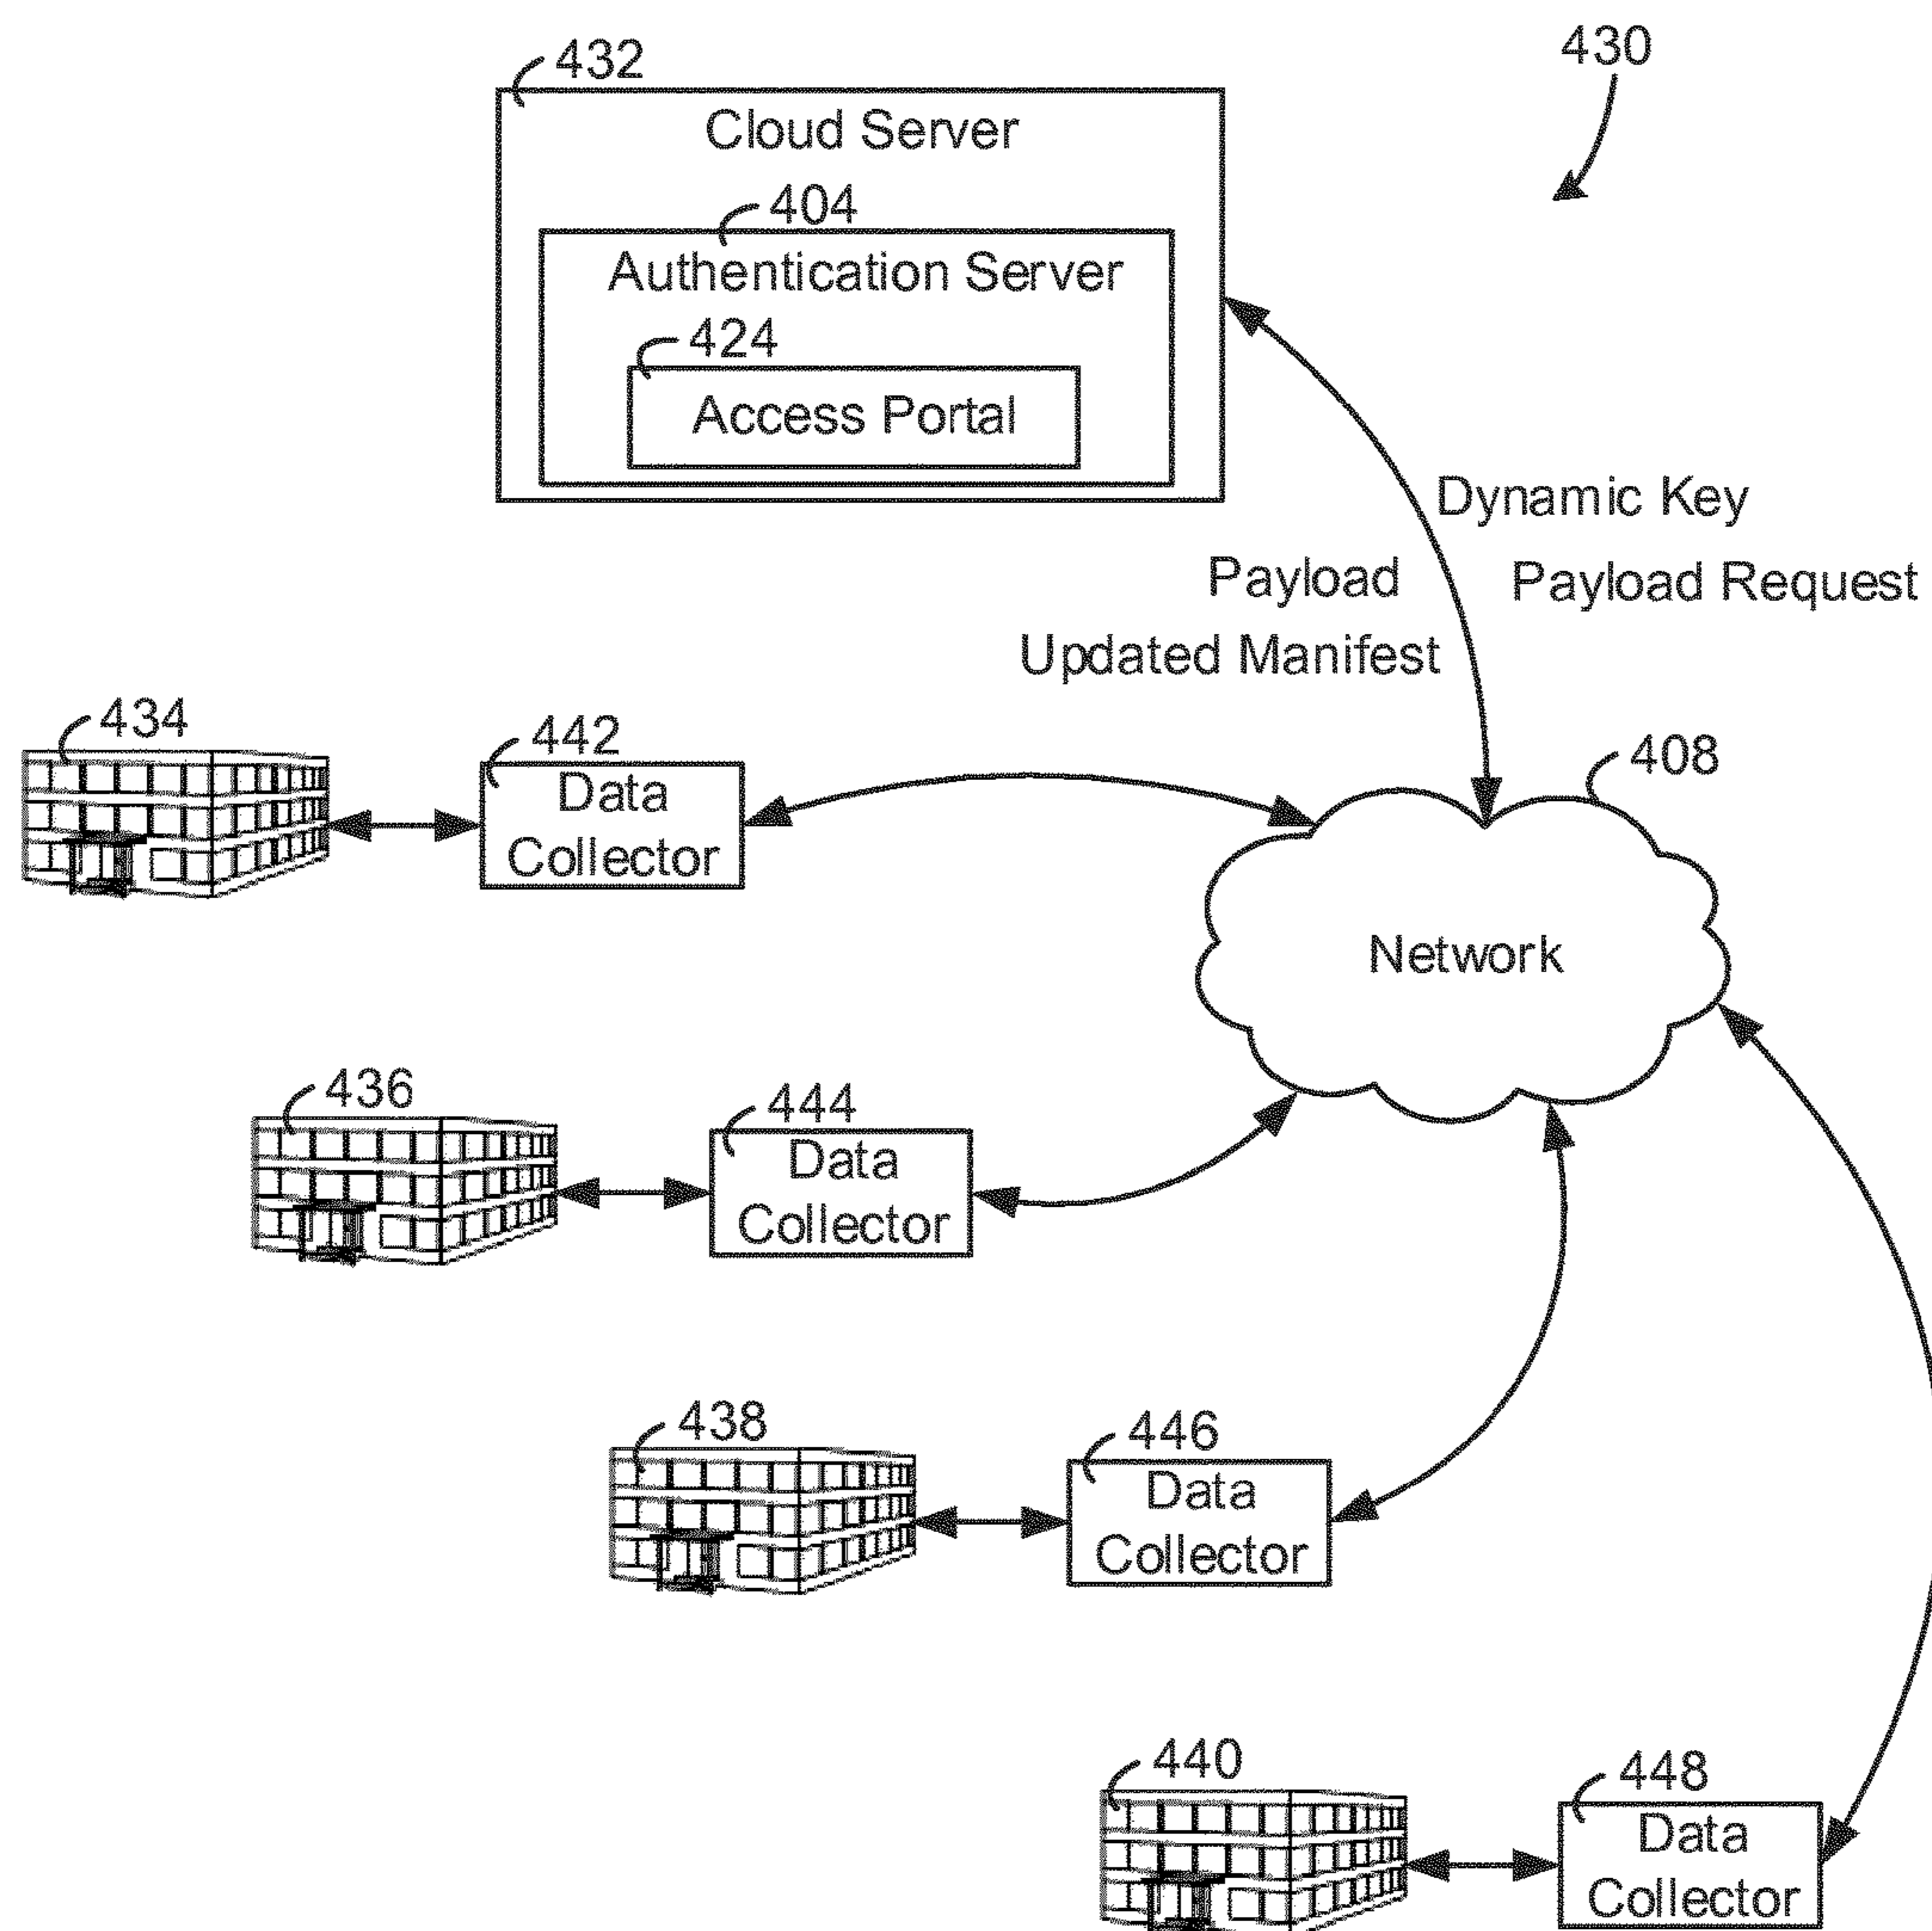 430
432
Cloud Server
404
Authentication Server
424
Access Portal
Dynamic Key
Payload
Payload Request
Updated Manifest
434
442
Data
Collector
408
Network
436
444
Data
Collector
438
446
Data
Collector
440
448
Data
Collector